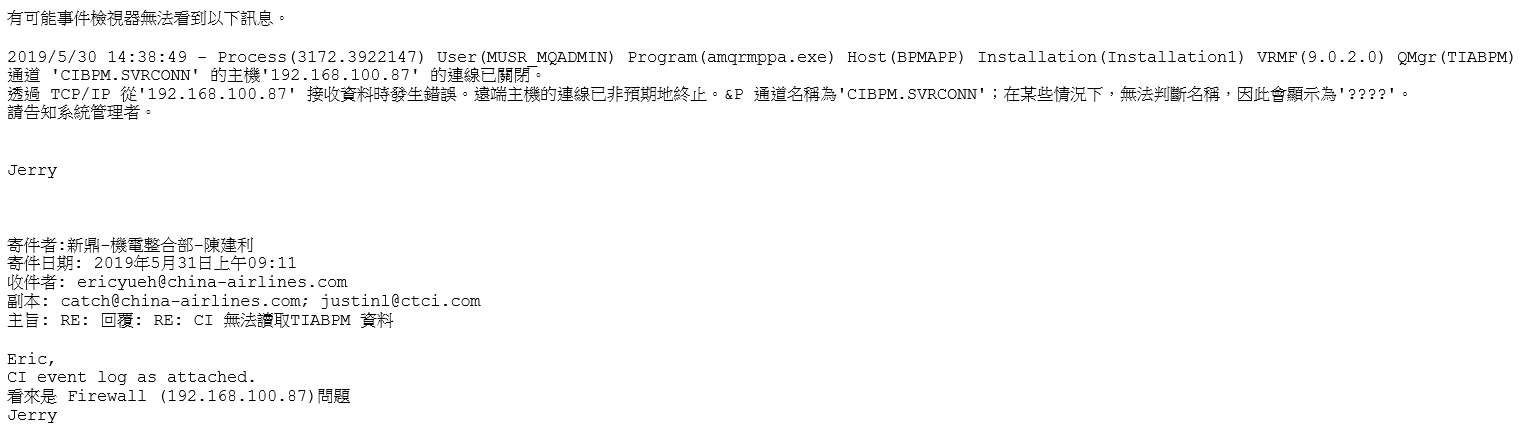 有可能事件檢視器無法看到以下訊息。
2019/5/30 14:38:49 - Process(3172.3922147) User(MUSR_MQADMIN) Program(amqrmppa.exe) Host(BPMAPP) Installation(Installation1) VRMF(9.0.2.0) QMgr(TIABPM)
通道 'CIBPM.SVRCONN' 的主機'192.168.100.87' 的連線已關閉。
透過 TCP/IP 從'192.168.100.87' 接收資料時發生錯誤。遠端主機的連線已非預期地終止。&P 通道名稱為'CIBPM.SVRCONN'；在某些情況下，無法判斷名稱，因此會顯示為'????'。
請告知系統管理者。
Jerry
寄件者:新鼎-機電整合部-陳建利
寄件日期: 2019年5月31日上午09:11
收件者: ericyueh@china-airlines.com
副本: catch@china-airlines.com; justinl@ctci.com
主旨: RE: 回覆: RE: CI 無法讀取TIABPM 資料
Eric,
CI event log as attached.
看來是 Firewall (192.168.100.87)問題
Jerry